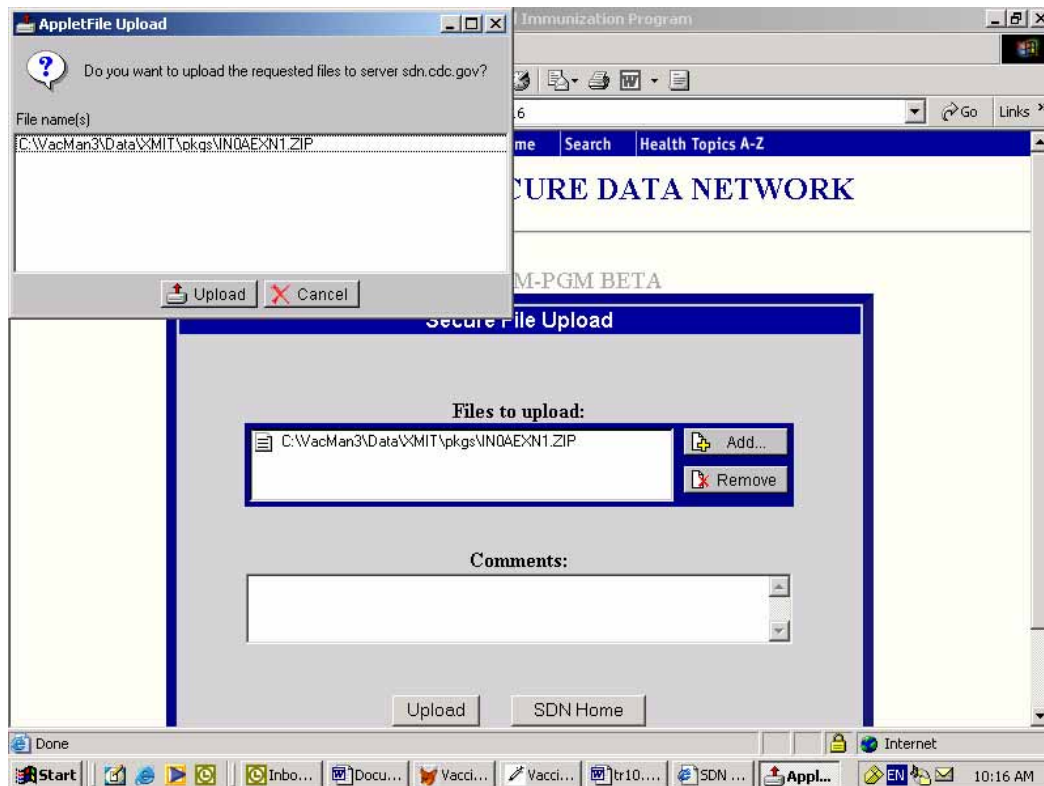 AppletFile Upload
l Immunization Program
Do you want to upload the requested files to server sdn.cdc.gov?
File name(s)
C:\VacMan3\Data\XMIT\pkgs\IN0AEXN1.ZIP
Upload
Cancel
.6
Go
Links »
me
Search
Health Topics A-Z
CURE DATA NETWORK
M-PGM BETA
Secure File Upload
Files to upload:
C:\VacMan3\Data\XMIT\pkgs\IN0AEXN1.ZIP
Add...
Remove
Comments:
Upload
SDN Home
Done
Internet
Start
Inbo...
Docu...
Vacci...
Vacci...
tr10....
SDN ...
Appl...
EN
10:16 AM